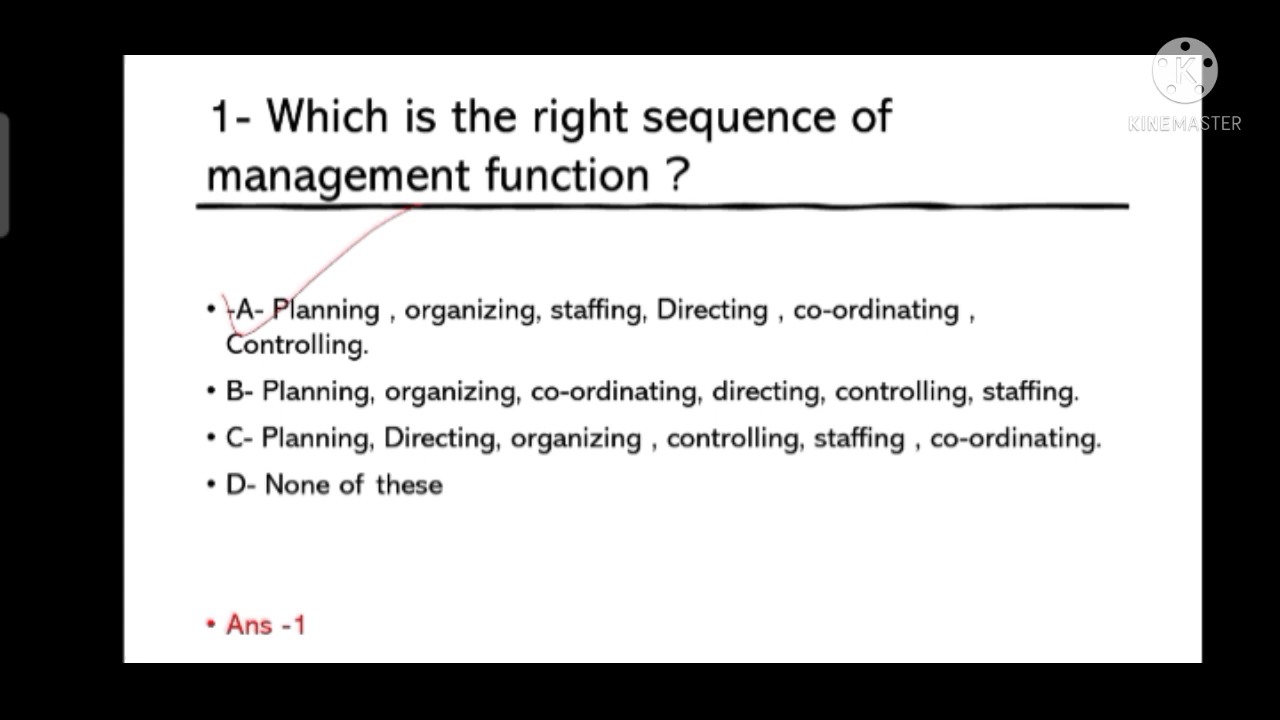 1- Which is the right sequence of
management function ?
KINEMASTER
• -A- Planning , organizing, staffing, Directing , co-ordinating ,
Controlling.
• B- Planning, organizing, co-ordinating, directing, controlling, staffing.
• C- Planning, Directing, organizing , controlling, staffing , co-ordinating.
• D- None of these
• Ans -1